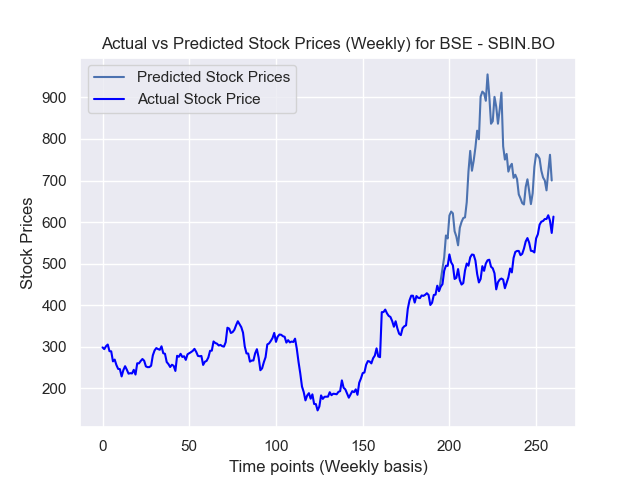 Actual vs Predicted Stock Prices (Weekly) for BSE - SBIN.BO
Predicted Stock Prices
Actual Stock Price
900
800
700
600
500
400
300
200
Stock Prices
0 50 100 150 200 250
Time points (Weekly basis)